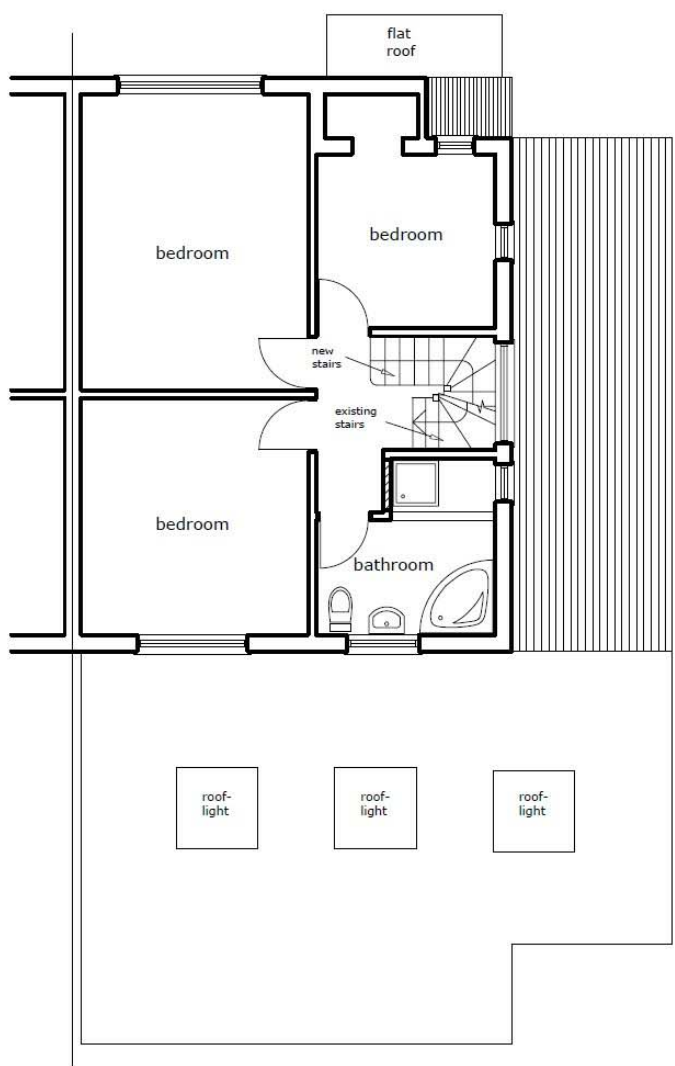 flat
roof
bedroom
bedroom
new
stairs
existing
stairs
bedroom
bathroom
roof-
light
roof-
light
roof-
light